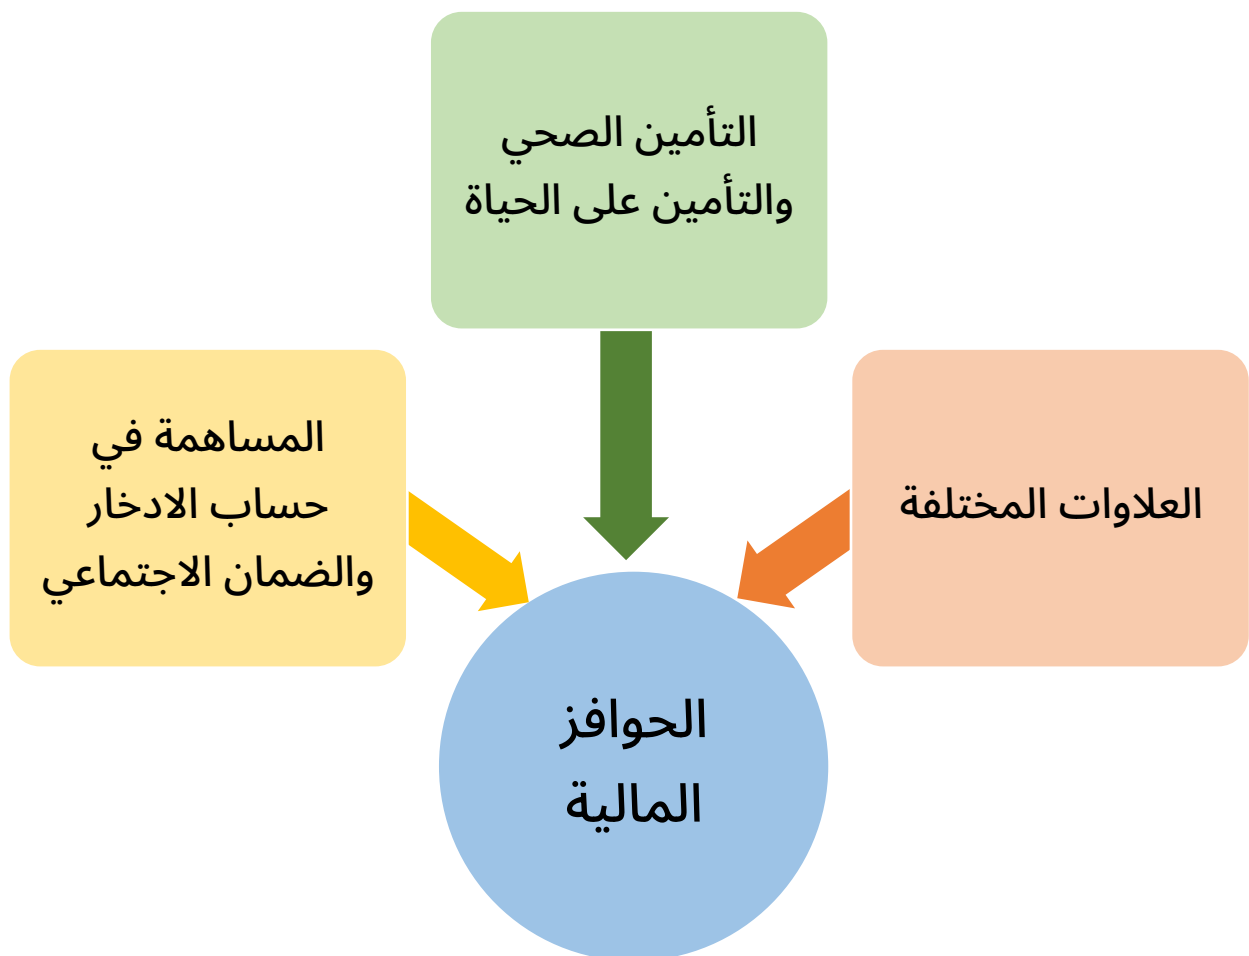 التأمين الصحي
والتأمين على الحياة
العلاوات المختلفة
المساهمة في
حساب الادخار
والضمان الاجتماعي
الحوافز
المالية